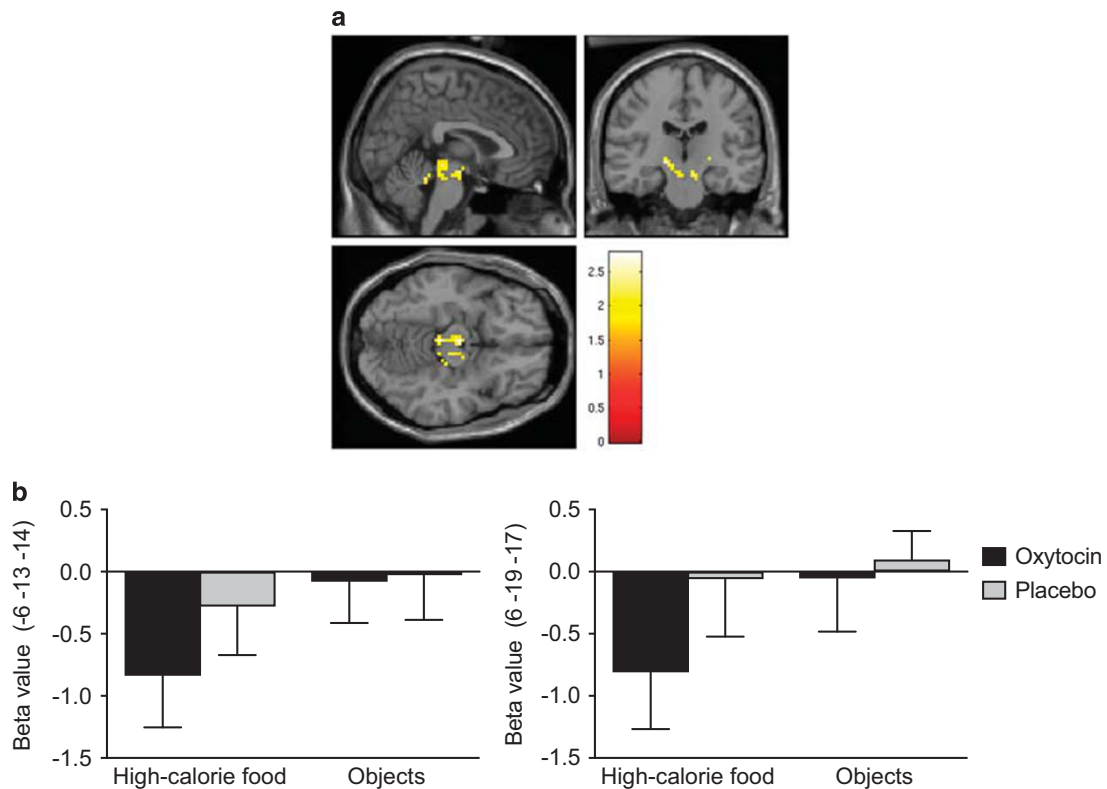 a
2.5
2
1.5
1
0.5
0
b
Beta value (-6 -13 -14)
0.5
0.0
-0.5
-1.0
-1.5
High-calorie food
Objects
Beta value (6 -19 -17)
0.5
0.0
-0.5
-1.0
-1.5
High-calorie food
Objects
Oxytocin
Placebo